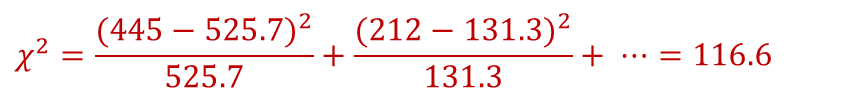 χ² = (445 − 525.7)²/525.7 + (212 − 131.3)²/131.3 + ⋯ = 116.6